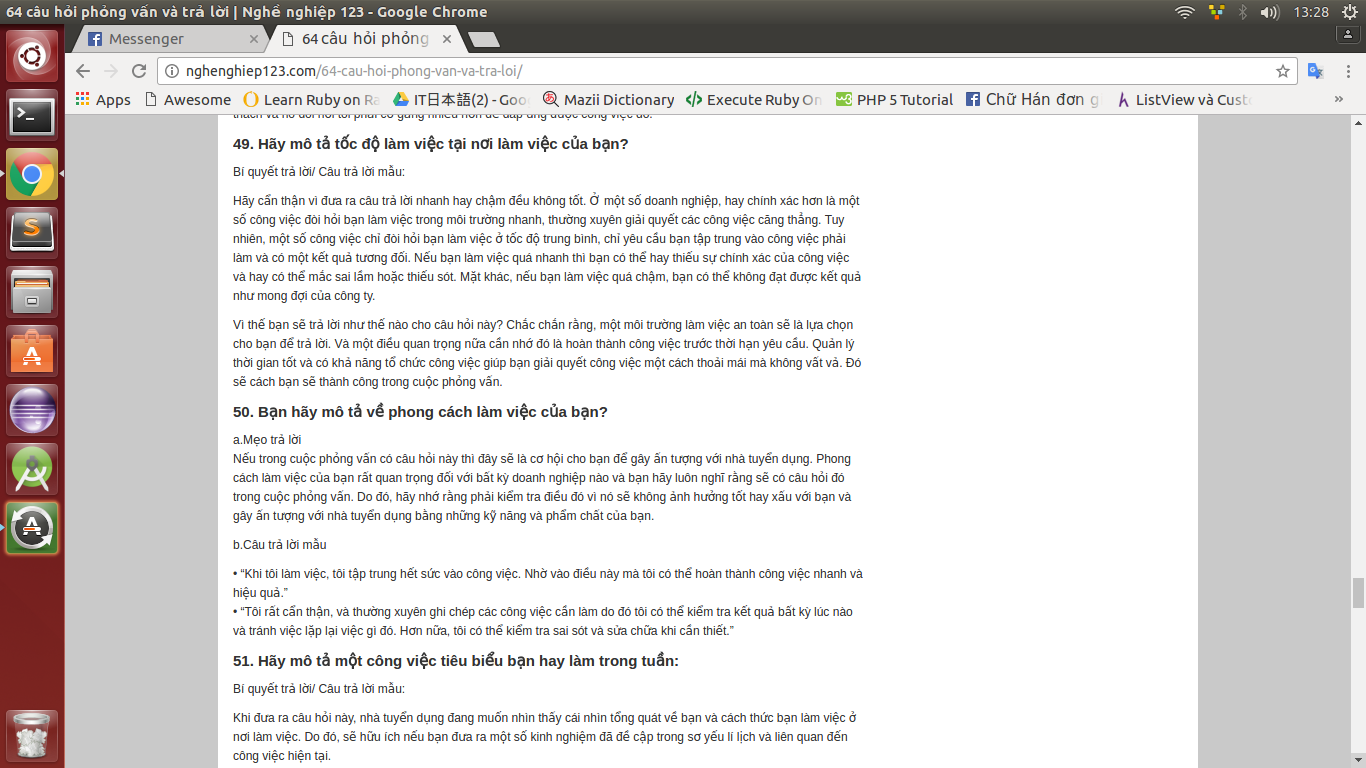 64 câu hỏi phỏng vấn và trả lời | Nghề nghiệp 123 - Google Chrome
13:28
Messenger
64 câu hỏi phỏng
nghenghiep123.com/64-cau-hoi-phong-van-va-tra-loi/
Apps
Awesome
Learn Ruby on Ra
IT日本語(2) - Goo
Mazii Dictionary
Execute Ruby On
PHP 5 Tutorial
Chữ Hán đơn g
ListView và Cust
»
thách và nó đòi hỏi tôi phải cố gắng nhiều hơn để đáp ứng được công việc đó.
49. Hãy mô tả tốc độ làm việc tại nơi làm việc của bạn?
Bí quyết trả lời/ Câu trả lời mẫu:
Hãy cẩn thận vì đưa ra câu trả lời nhanh hay chậm đều không tốt. Ở một số doanh nghiệp, hay chính xác hơn là một
số công việc đòi hỏi bạn làm việc trong môi trường nhanh, thường xuyên giải quyết các công việc căng thẳng. Tuy
nhiên, một số công việc chỉ đòi hỏi bạn làm việc ở tốc độ trung bình, chỉ yêu cầu bạn tập trung vào công việc phải
làm và có một kết quả tương đối. Nếu bạn làm việc quá nhanh thì bạn có thể hay thiếu sự chính xác của công việc
và hay có thể mắc sai lầm hoặc thiếu sót. Mặt khác, nếu bạn làm việc quá chậm, bạn có thể không đạt được kết quả
như mong đợi của công ty.
Vì thế bạn sẽ trả lời như thế nào cho câu hỏi này? Chắc chắn rằng, một môi trường làm việc an toàn sẽ là lựa chọn
cho bạn để trả lời. Và một điều quan trọng nữa cần nhớ đó là hoàn thành công việc trước thời hạn yêu cầu. Quản lý
thời gian tốt và có khả năng tổ chức công việc giúp bạn giải quyết công việc một cách thoải mái mà không vất vả. Đó
sẽ cách bạn sẽ thành công trong cuộc phỏng vấn.
50. Bạn hãy mô tả về phong cách làm việc của bạn?
a.Mẹo trả lời
Nếu trong cuộc phỏng vấn có câu hỏi này thì đây sẽ là cơ hội cho bạn để gây ấn tượng với nhà tuyển dụng. Phong
cách làm việc của bạn rất quan trọng đối với bất kỳ doanh nghiệp nào và bạn hãy luôn nghĩ rằng sẽ có câu hỏi đó
trong cuộc phỏng vấn. Do đó, hãy nhớ rằng phải kiểm tra điều đó vì nó sẽ không ảnh hưởng tốt hay xấu với bạn và
gây ấn tượng với nhà tuyển dụng bằng những kỹ năng và phẩm chất của bạn.
b.Câu trả lời mẫu
• “Khi tôi làm việc, tôi tập trung hết sức vào công việc. Nhờ vào điều này mà tôi có thể hoàn thành công việc nhanh và
hiệu quả.”
• “Tôi rất cẩn thận, và thường xuyên ghi chép các công việc cần làm do đó tôi có thể kiểm tra kết quả bất kỳ lúc nào
và tránh việc lặp lại việc gì đó. Hơn nữa, tôi có thể kiểm tra sai sót và sửa chữa khi cần thiết.”
51. Hãy mô tả một công việc tiêu biểu bạn hay làm trong tuần:
Bí quyết trả lời/ Câu trả lời mẫu:
Khi đưa ra câu hỏi này, nhà tuyển dụng đang muốn nhìn thấy cái nhìn tổng quát về bạn và cách thức bạn làm việc ở
nơi làm việc. Do đó, sẽ hữu ích nếu bạn đưa ra một số kinh nghiệm đã đề cập trong sơ yếu lí lịch và liên quan đến
công việc hiện tại.